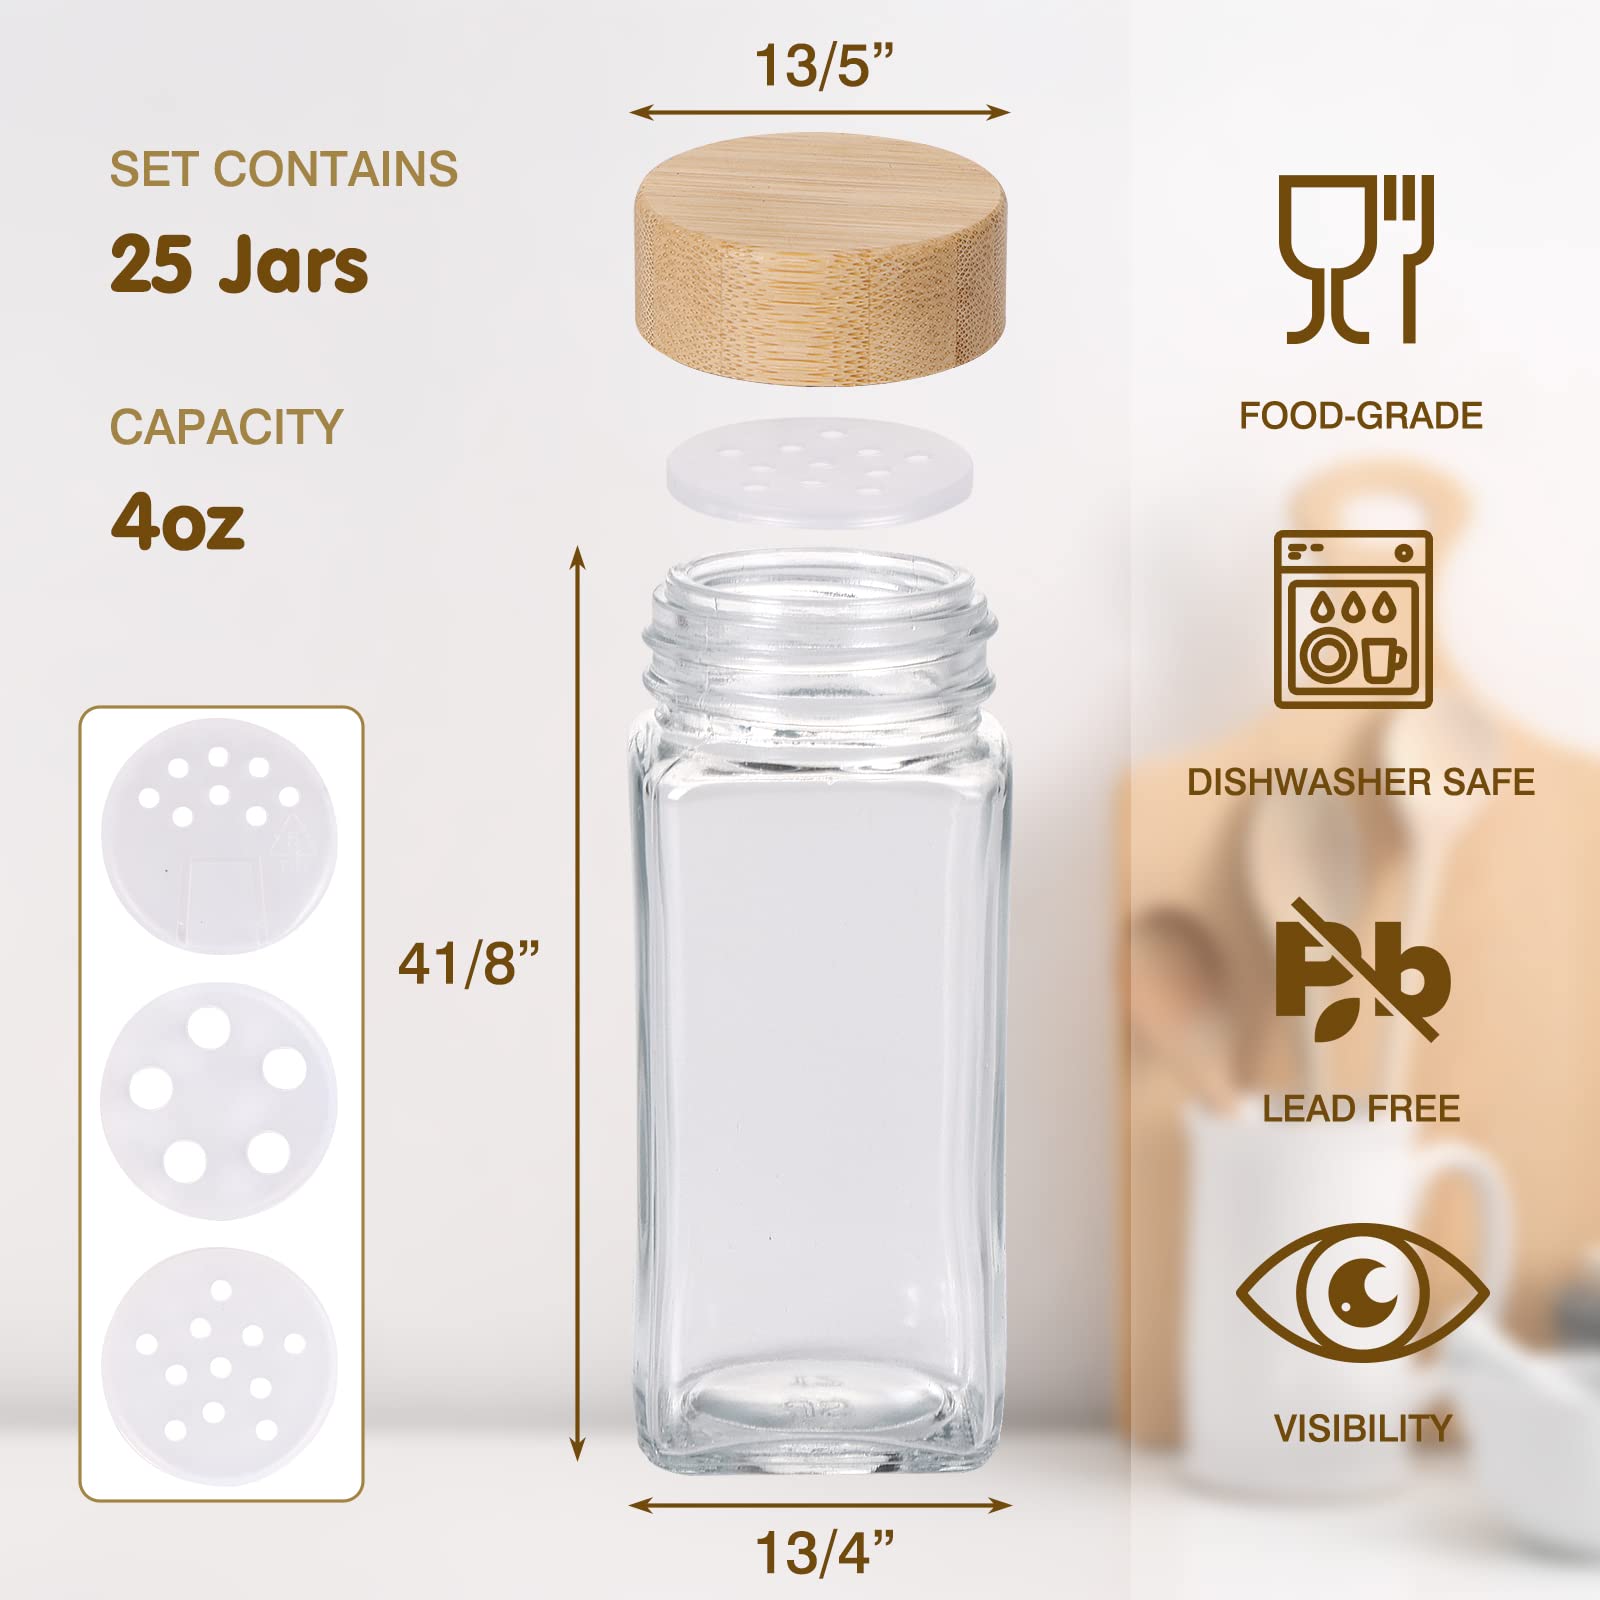 13/5”
SET CONTAINS
25 Jars
CAPACITY
4oz
41/8”
13/4”
FOOD-GRADE
DISHWASHER SAFE
Pb
LEAD FREE
VISIBILITY